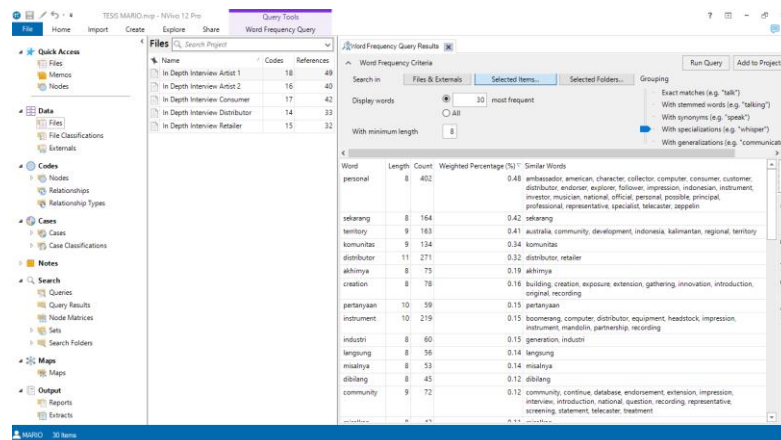 TESIS MARIO.nvp - NVivo 12 Pro
Query Tools
File Home Import Create Explore Share Word Frequency Query
Quick Access
Files
Memos
Nodes
Data
Files
File Classifications
Externals
Codes
Nodes
Relationships
Relationship Types
Cases
Cases
Case Classifications
Notes
Search
Queries
Query Results
Node Matrices
Sets
Search Folders
Maps
Maps
Output
Reports
Extracts
Files Search Project
Name Codes References
In Depth Interview Artist 1 18 49
In Depth Interview Artist 2 16 40
In Depth Interview Consumer 17 42
In Depth Interview Distributor 14 33
In Depth Interview Retailer 15 32
Word Frequency Query Results
Word Frequency Criteria Run Query Add to Project
Search in Files & Externals Selected Items... Selected Folders... Grouping
Display words 30 most frequent
All
With minimum length 8
Exact matches (e.g. "talk")
With stemmed words (e.g. "talking")
With synonyms (e.g. "speak")
With specializations (e.g. "whisper")
With generalizations (e.g. "communicat
Word Length Count Weighted Percentage (%) Similar Words
personal 8 402 0.48 ambassador, american, character, collector, computer, consumer, customer,
distributor, endorser, explorer, follower, impression, indonesian, instrument,
investor, musician, national, official, personal, possible, principal,
professional, representative, specialist, telecaster, zeppelin
sekarang 8 164 0.42 sekarang
territory 9 163 0.41 australia, community, development, indonesia, kalimantan, regional, territory
komunitas 9 134 0.34 komunitas
distributor 11 271 0.32 distributor, retailer
akhirnya 8 75 0.19 akhirnya
creation 8 78 0.16 building, creation, exposure, extension, gathering, innovation, introduction,
original, recording
pertanyaan 10 59 0.15 pertanyaan
instrument 10 219 0.15 boomerang, computer, distributor, equipment, headstock, impression,
instrument, mandolin, partnership, recording
industri 8 60 0.15 generation, industri
langsung 8 56 0.14 langsung
misalnya 8 53 0.14 misalnya
dibilang 8 45 0.12 dibilang
community 9 72 0.12 community, continue, database, endorsement, extension, impression,
interview, introduction, national, question, recording, representative,
screening, statement, telecaster, treatment
MARIO 30 Items